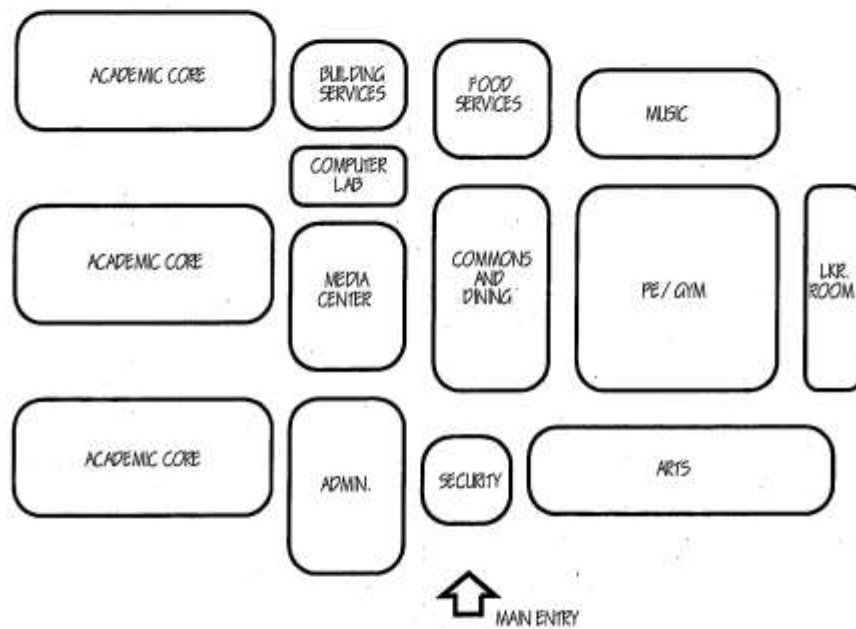 ACADEMIC CORE
BUILDING
SERVICES
FOOD
SERVICES
MUSIC
COMPUTER
LAB
ACADEMIC CORE
MEDIA
CENTER
COMMONS
AND
DINING
PE / GYM
LKR.
ROOM
ACADEMIC CORE
ADMIN.
SECURITY
ARTS
MAIN ENTRY